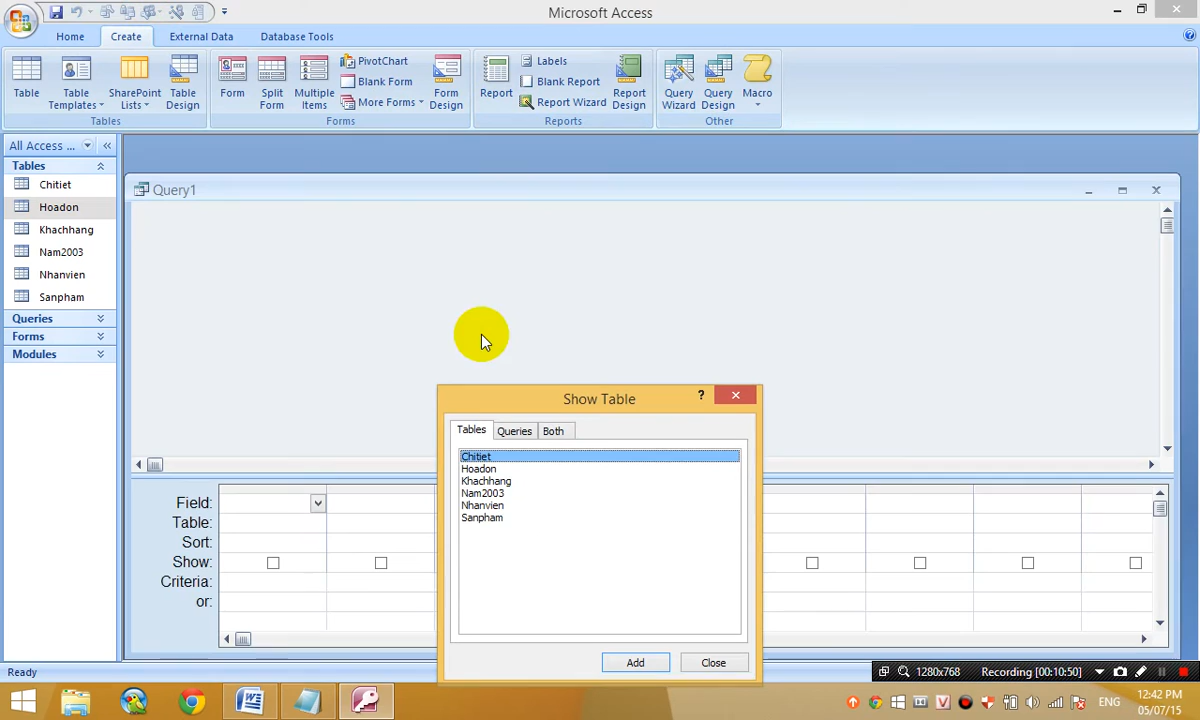 Microsoft Access
Home Create External Data Database Tools
Table
Table Templates
SharePoint Lists
Table Design
Tables
Form
Split Form
Multiple Items
PivotChart
Blank Form
More Forms
Form Design
Forms
Report
Labels
Blank Report
Report Wizard
Report Design
Reports
Query Wizard
Query Design
Macro
Other
All Access ...
Tables
Chitiet
Hoadon
Khachhang
Nam2003
Nhanvien
Sanpham
Queries
Forms
Modules
Query1
Show Table
Tables Queries Both
Chitiet
Hoadon
Khachhang
Nam2003
Nhanvien
Sanpham
Add Close
Field:
Table:
Sort:
Show:
Criteria:
or:
Ready
1280x768 Recording [00:10:50]
ENG
12:42 PM
05/07/15